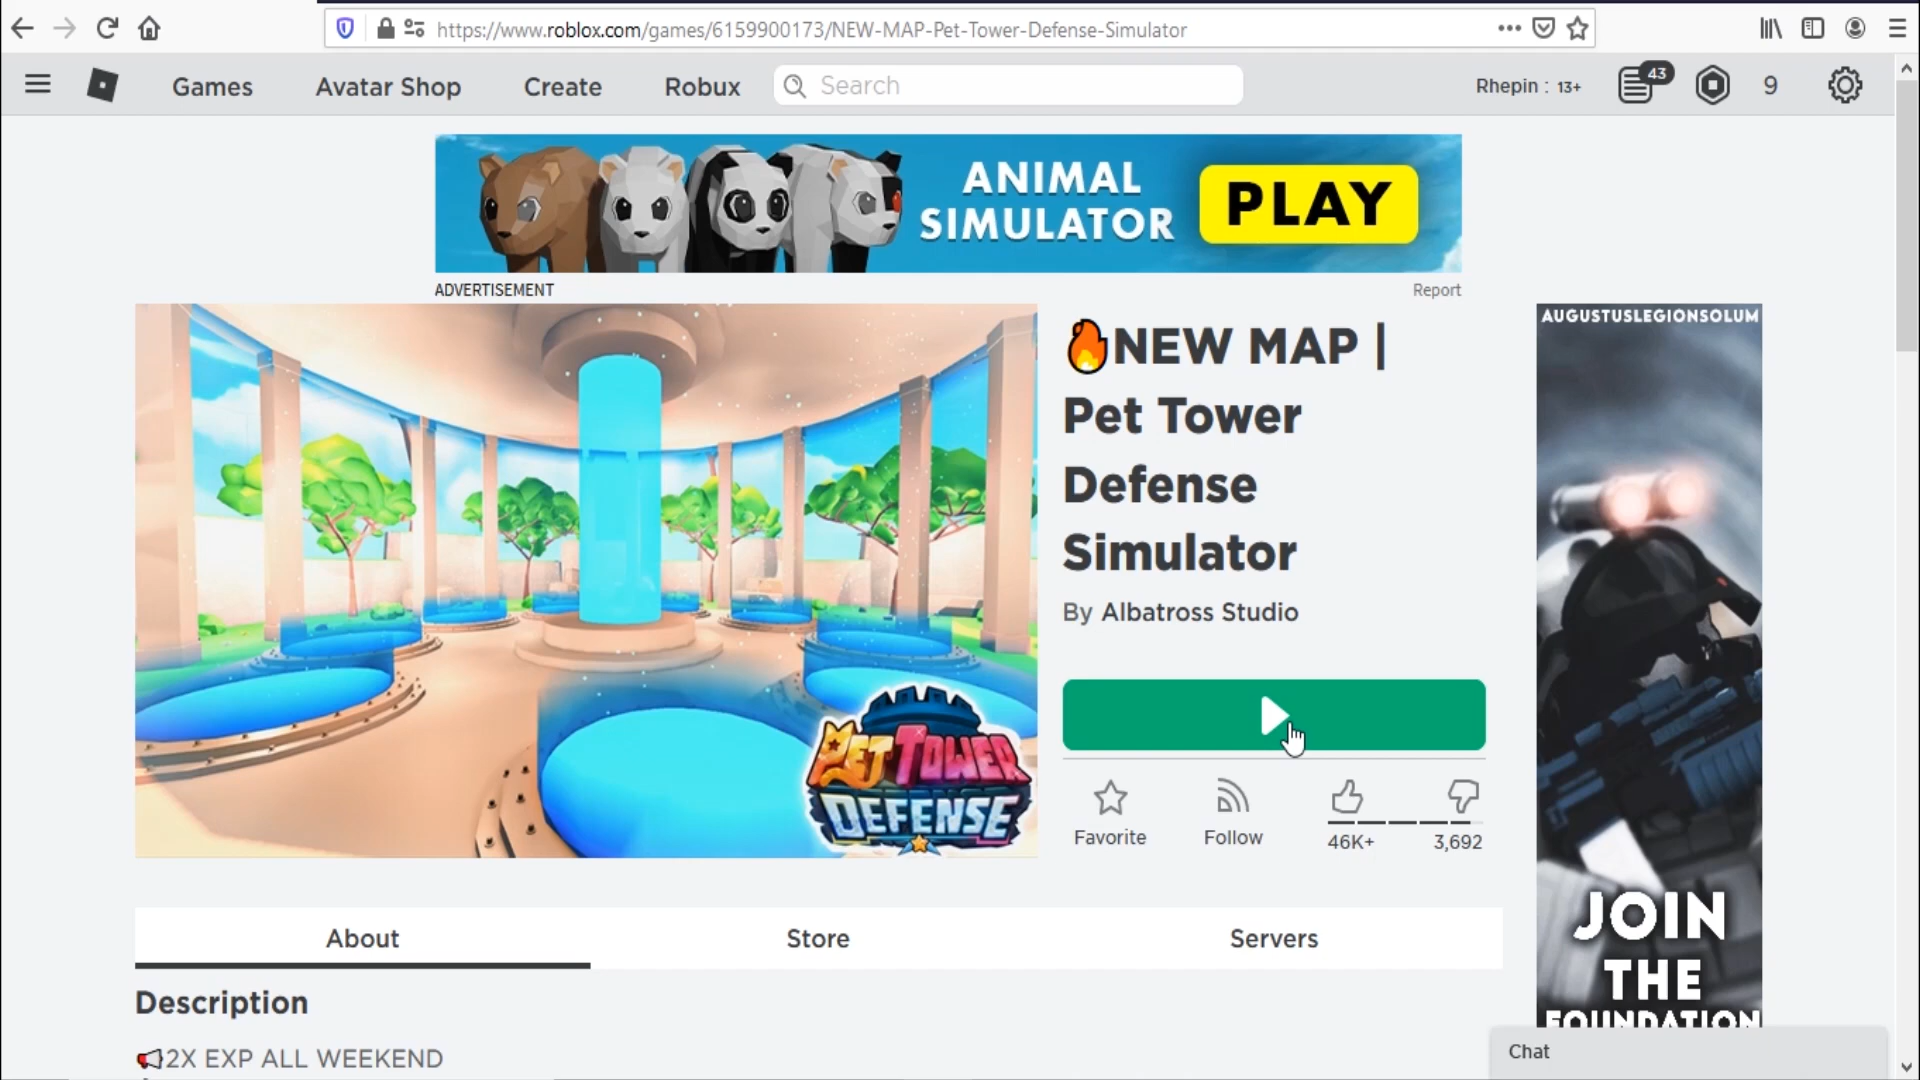 https://www.roblox.com/games/6159900173/NEW-MAP-Pet-Tower-Defense-Simulator
Games
Avatar Shop
Create
Robux
Search
Rhepin : 13+
43
9
ANIMAL
SIMULATOR
PLAY
ADVERTISEMENT
Report
🔥NEW MAP |
Pet Tower
Defense
Simulator
By Albatross Studio
PET TOWER
DEFENSE
Favorite
Follow
46K+
3,692
AUGUSTUSLEGIONSOLUM
JOIN
THE
FOUNDATION
About
Store
Servers
Description
📢2X EXP ALL WEEKEND
Chat